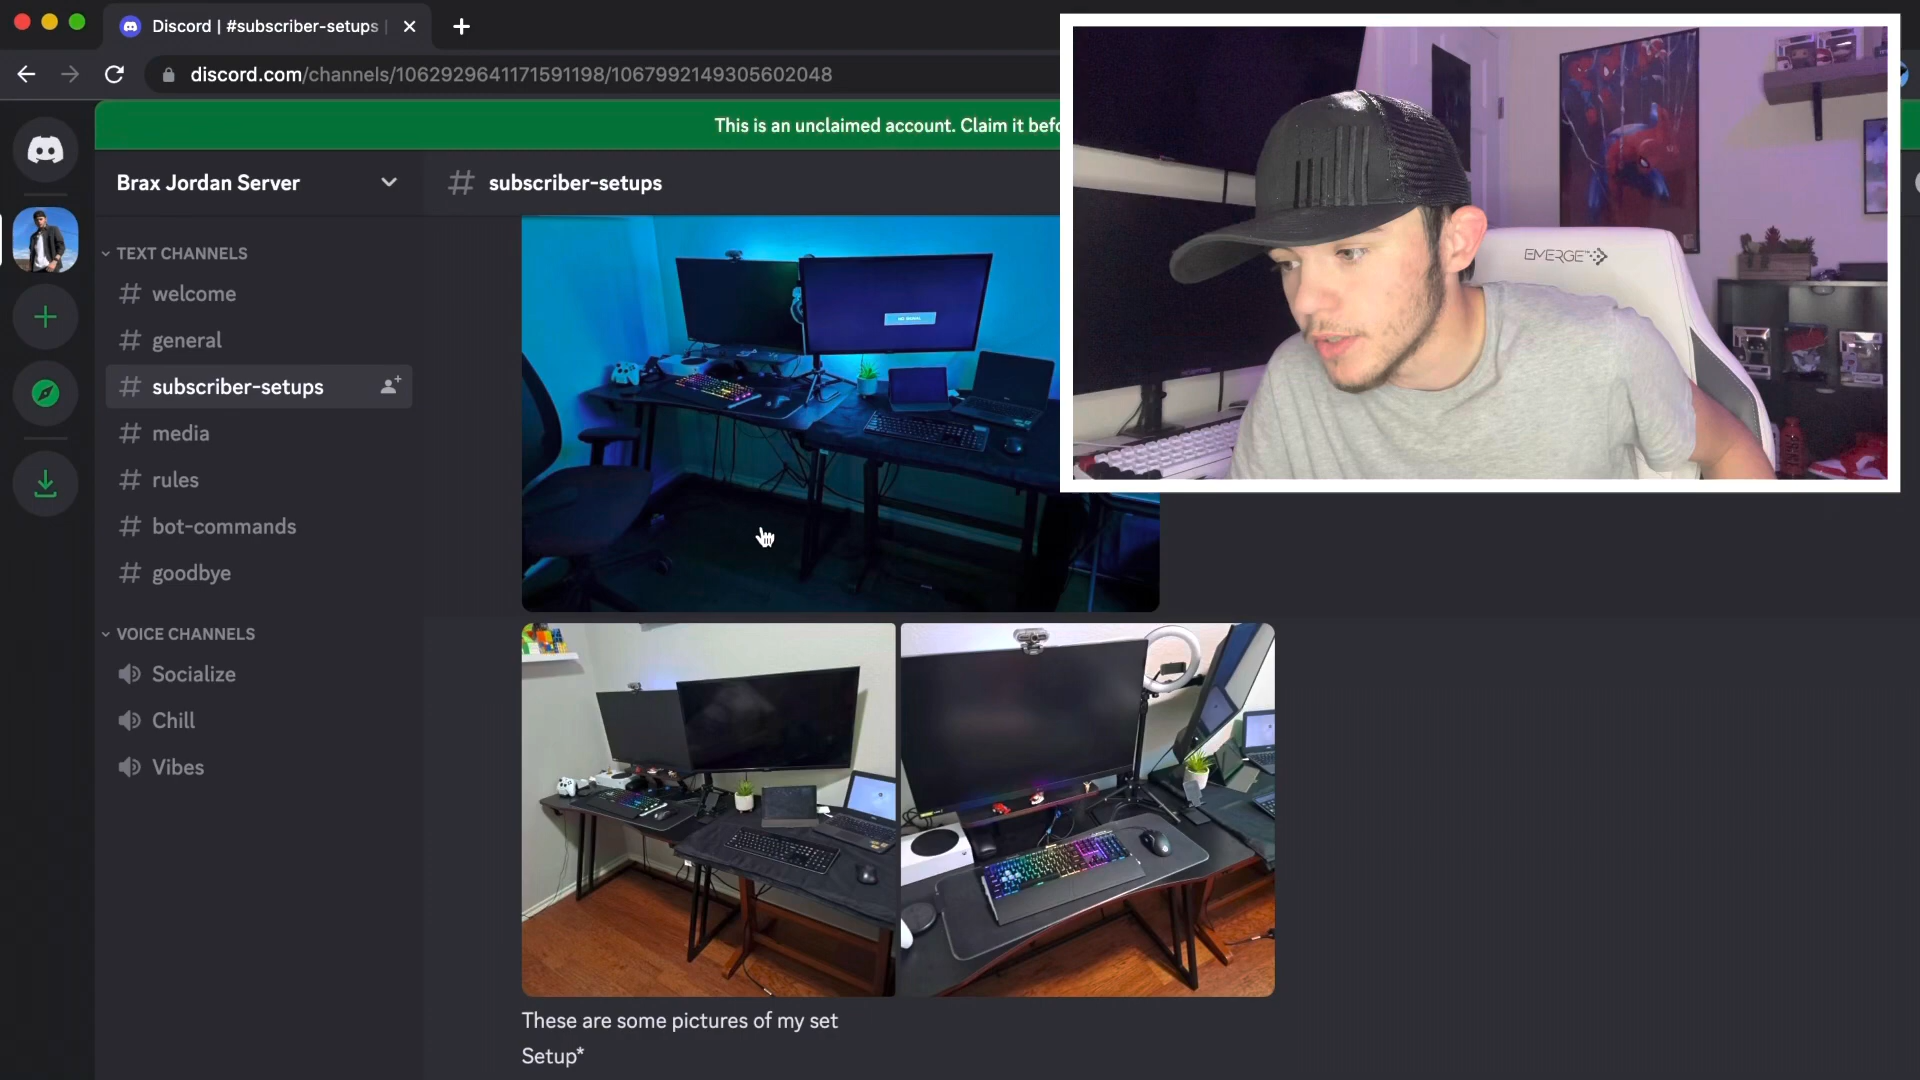 Discord | #subscriber-setups |
discord.com/channels/1062929641171591198/1067992149305602048
This is an unclaimed account. Claim it befo
Brax Jordan Server
# subscriber-setups
TEXT CHANNELS
# welcome
# general
# subscriber-setups
# media
# rules
# bot-commands
# goodbye
VOICE CHANNELS
Socialize
Chill
Vibes
EMERGE
These are some pictures of my set
Setup*